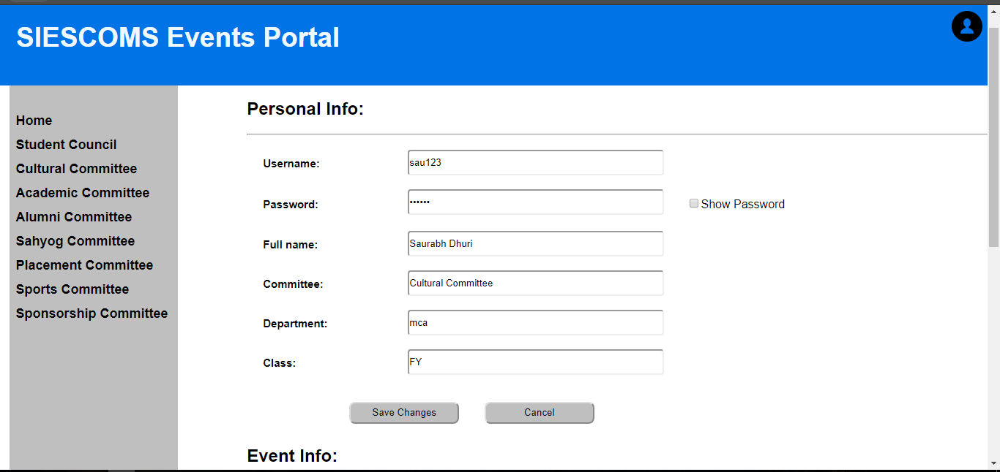 SIESCOMS Events Portal
Home
Student Council
Cultural Committee
Academic Committee
Alumni Committee
Sahyog Committee
Placement Committee
Sports Committee
Sponsorship Committee
Personal Info:
Username: sau123
Password: •••••• Show Password
Full name: Saurabh Dhuri
Committee: Cultural Committee
Department: mca
Class: FY
Save Changes Cancel
Event Info: